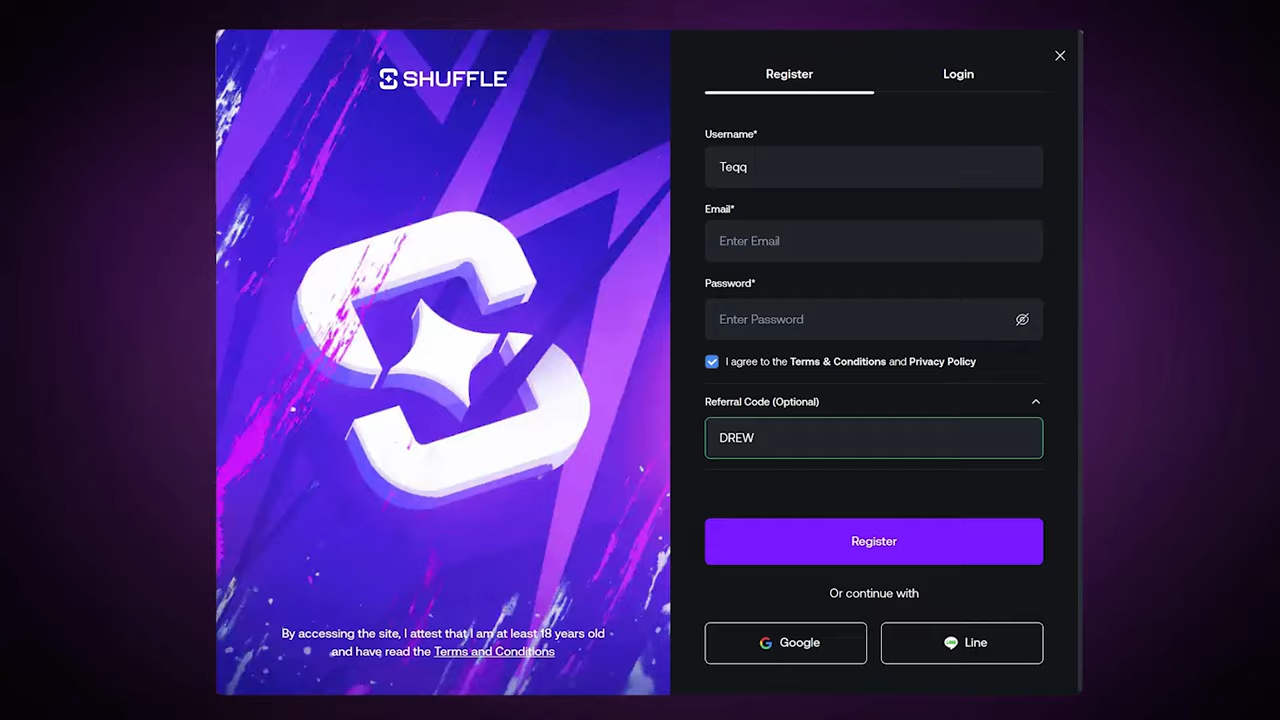 SHUFFLE
By accessing the site, I attest that I am at least 18 years old
and have read the Terms and Conditions
Register
Login
Username*
Teqq
Email*
Enter Email
Password*
Enter Password
I agree to the Terms & Conditions and Privacy Policy
Referral Code (Optional)
DREW
Register
Or continue with
Google
Line